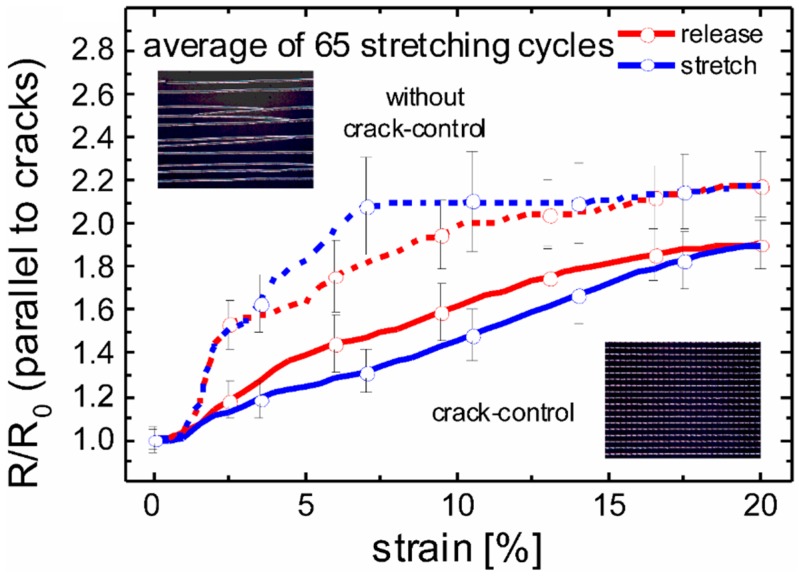 average of 65 stretching cycles
release
stretch
without
crack-control
crack-control
2.8
2.6
2.4
2.2
2.0
1.8
1.6
1.4
1.2
1.0
R/R0 (parallel to cracks)
0
5
10
15
20
strain [%]